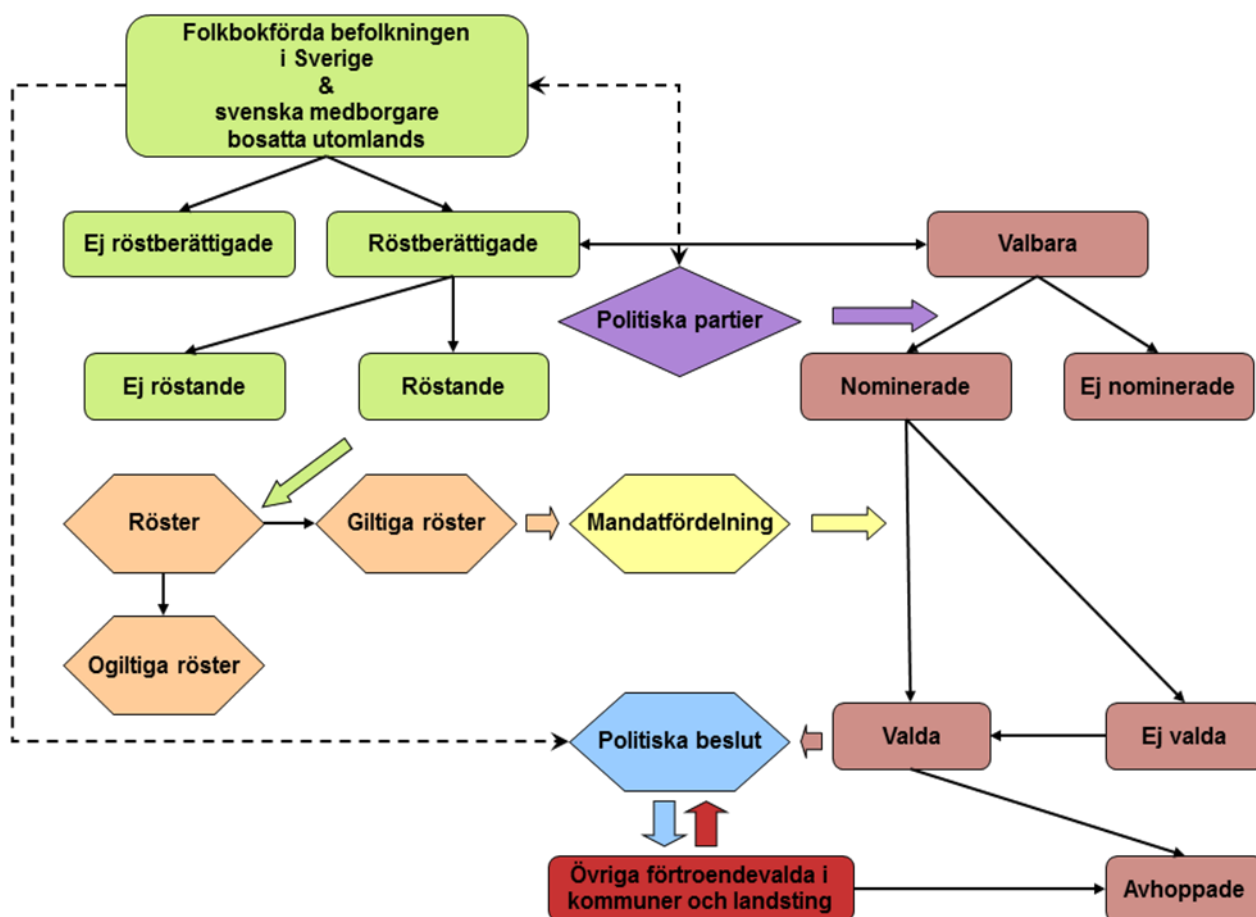 Folkbokförda befolkningen
i Sverige
&
svenska medborgare
bosatta utomlands
Ej röstberättigade
Röstberättigade
Valbara
Politiska partier
Ej röstande
Röstande
Nominerade
Ej nominerade
Röster
Giltiga röster
Mandatfördelning
Ogiltiga röster
Politiska beslut
Valda
Ej valda
Övriga förtroendevalda i
kommuner och landsting
Avhoppade